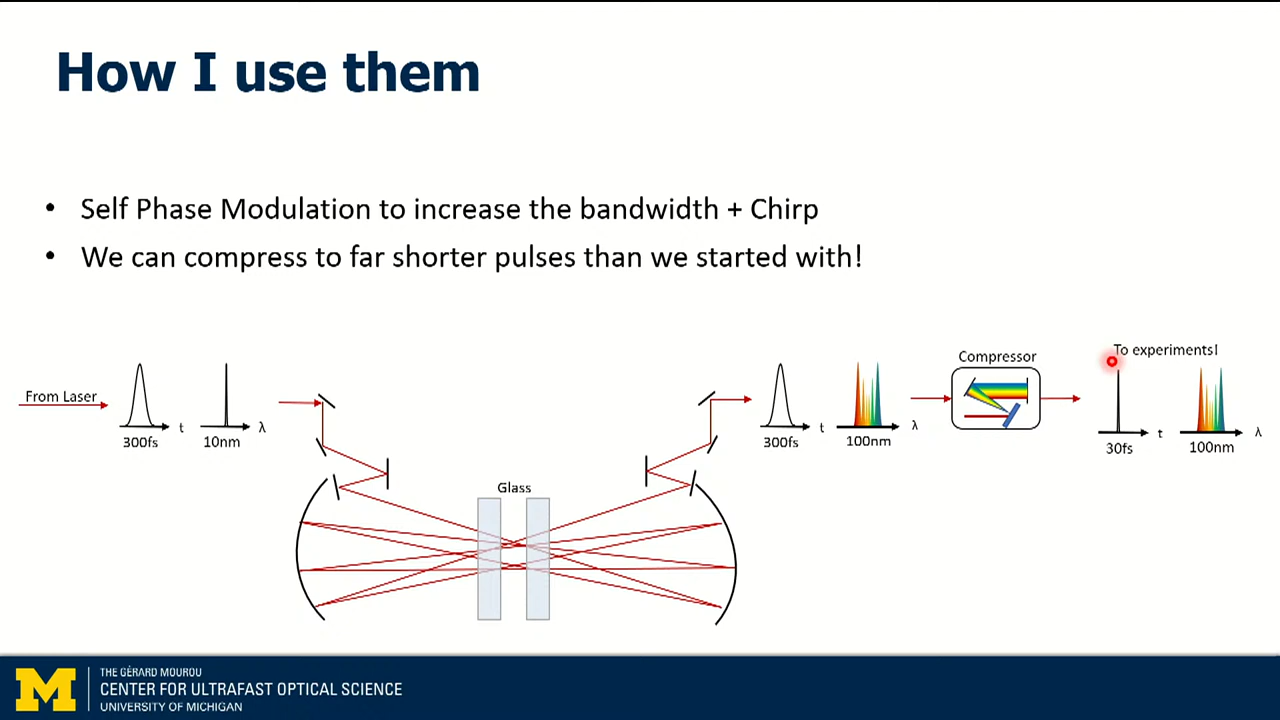 How I use them
• Self Phase Modulation to increase the bandwidth + Chirp
• We can compress to far shorter pulses than we started with!
From Laser
300fs
t
10nm
λ
Glass
300fs
t
100nm
λ
Compressor
To experiments!
30fs
t
100nm
λ
M
THE GÉRARD MOUROU
CENTER FOR ULTRAFAST OPTICAL SCIENCE
UNIVERSITY OF MICHIGAN